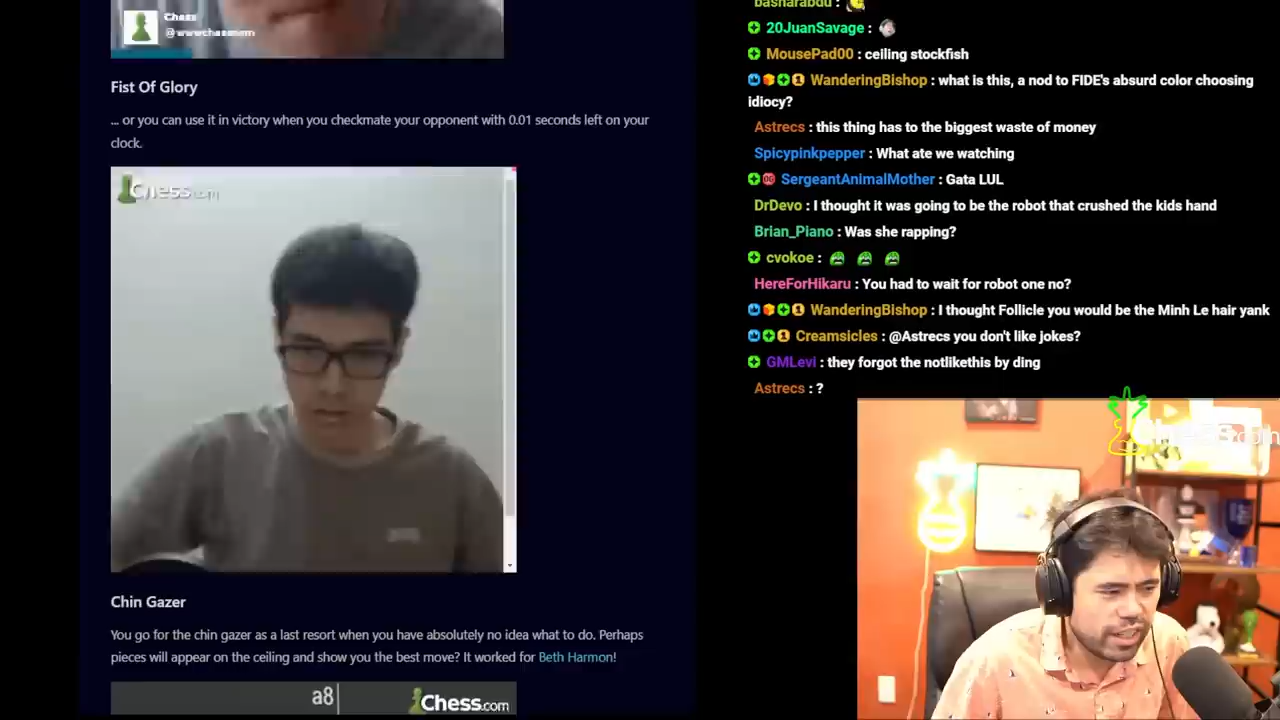 Chess
Fist Of Glory
... or you can use it in victory when you checkmate your opponent with 0.01 seconds left on your
clock.
Chess.com
Chin Gazer
You go for the chin gazer as a last resort when you have absolutely no idea what to do. Perhaps
pieces will appear on the ceiling and show you the best move? It worked for Beth Harmon!
a8
Chess.com
basharabdu :
20JuanSavage :
MousePad00 : ceiling stockfish
WanderingBishop : what is this, a nod to FIDE's absurd color choosing
idiocy?
Astrecs : this thing has to the biggest waste of money
Spicypinkpepper : What ate we watching
SergeantAnimalMother : Gata LUL
DrDevo : I thought it was going to be the robot that crushed the kids hand
Brian_Piano : Was she rapping?
cvokoe :
HereForHikaru : You had to wait for robot one no?
WanderingBishop : I thought Follicle you would be the Minh Le hair yank
Creamsicles : @Astrecs you don't like jokes?
GMLevi : they forgot the notlikethis by ding
Astrecs : ?
Chess.com